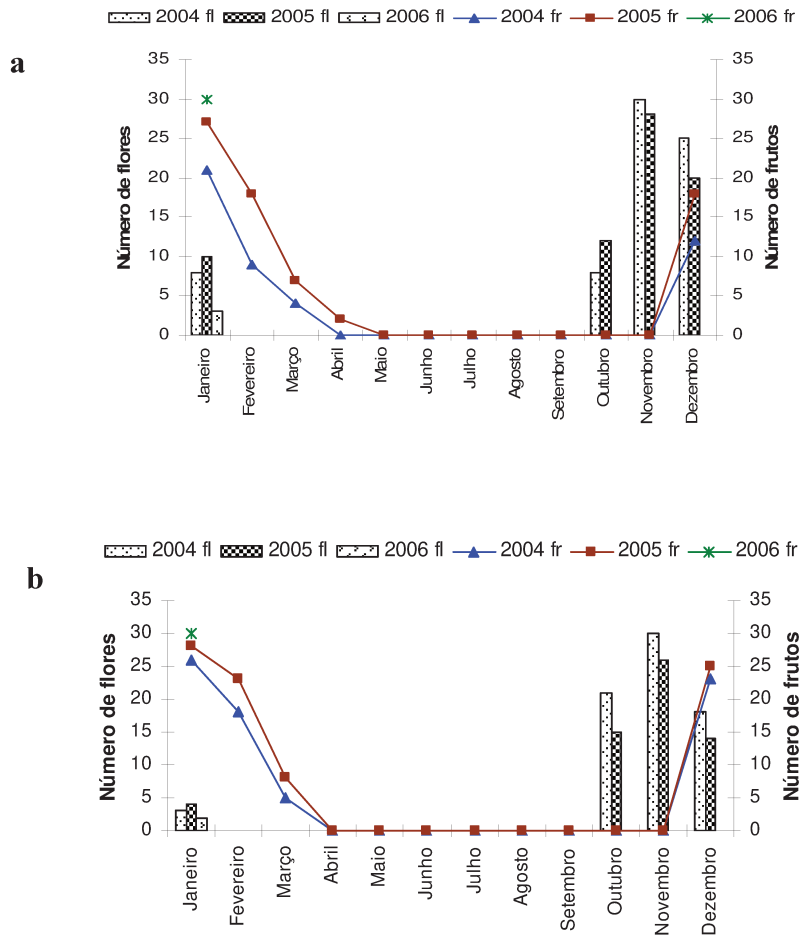 2004 fl 2005 fl 2006 fl 2004 fr 2005 fr 2006 fr
a
Número de flores
35
30
25
20
15
10
5
0
35
30
25
20
15
10
5
0
Número de frutos
Janeiro
Fevereiro
Março
Abril
Maio
Junho
Julho
Agosto
Setembro
Outubro
Novembro
Dezembro
2004 fl 2005 fl 2006 fl 2004 fr 2005 fr 2006 fr
b
Número de flores
35
30
25
20
15
10
5
0
35
30
25
20
15
10
5
0
Número de frutos
Janeiro
Fevereiro
Março
Abril
Maio
Junho
Julho
Agosto
Setembro
Outubro
Novembro
Dezembro